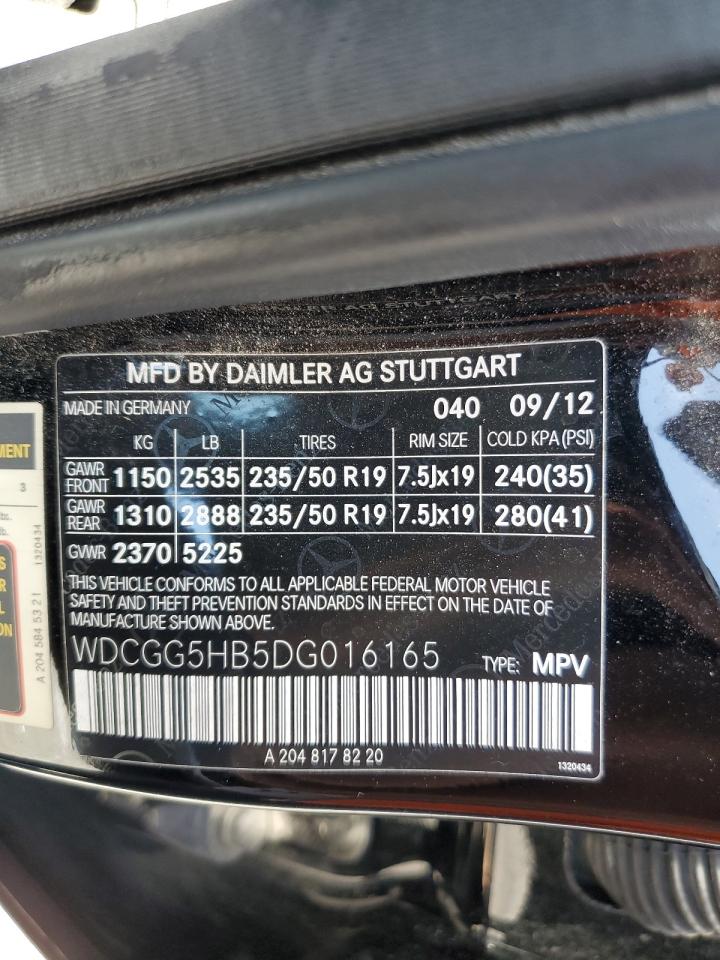 MFD BY DAIMLER AG STUTTGART
MADE IN GERMANY 040 09/12
KG LB TIRES RIM SIZE COLD KPA (PSI)
GAWR FRONT 1150 2535 235/50 R19 7.5Jx19 240(35)
GAWR REAR 1310 2888 235/50 R19 7.5Jx19 280(41)
GVWR 2370 5225
THIS VEHICLE CONFORMS TO ALL APPLICABLE FEDERAL MOTOR VEHICLE
SAFETY AND THEFT PREVENTION STANDARDS IN EFFECT ON THE DATE OF
MANUFACTURE SHOWN ABOVE.
WDCGG5HB5DG016165 TYPE: MPV
A 204 817 82 20
1320434
MENT
3
lbs.
lb.
1320434
A 204 584 53 21
S
R
L
ION